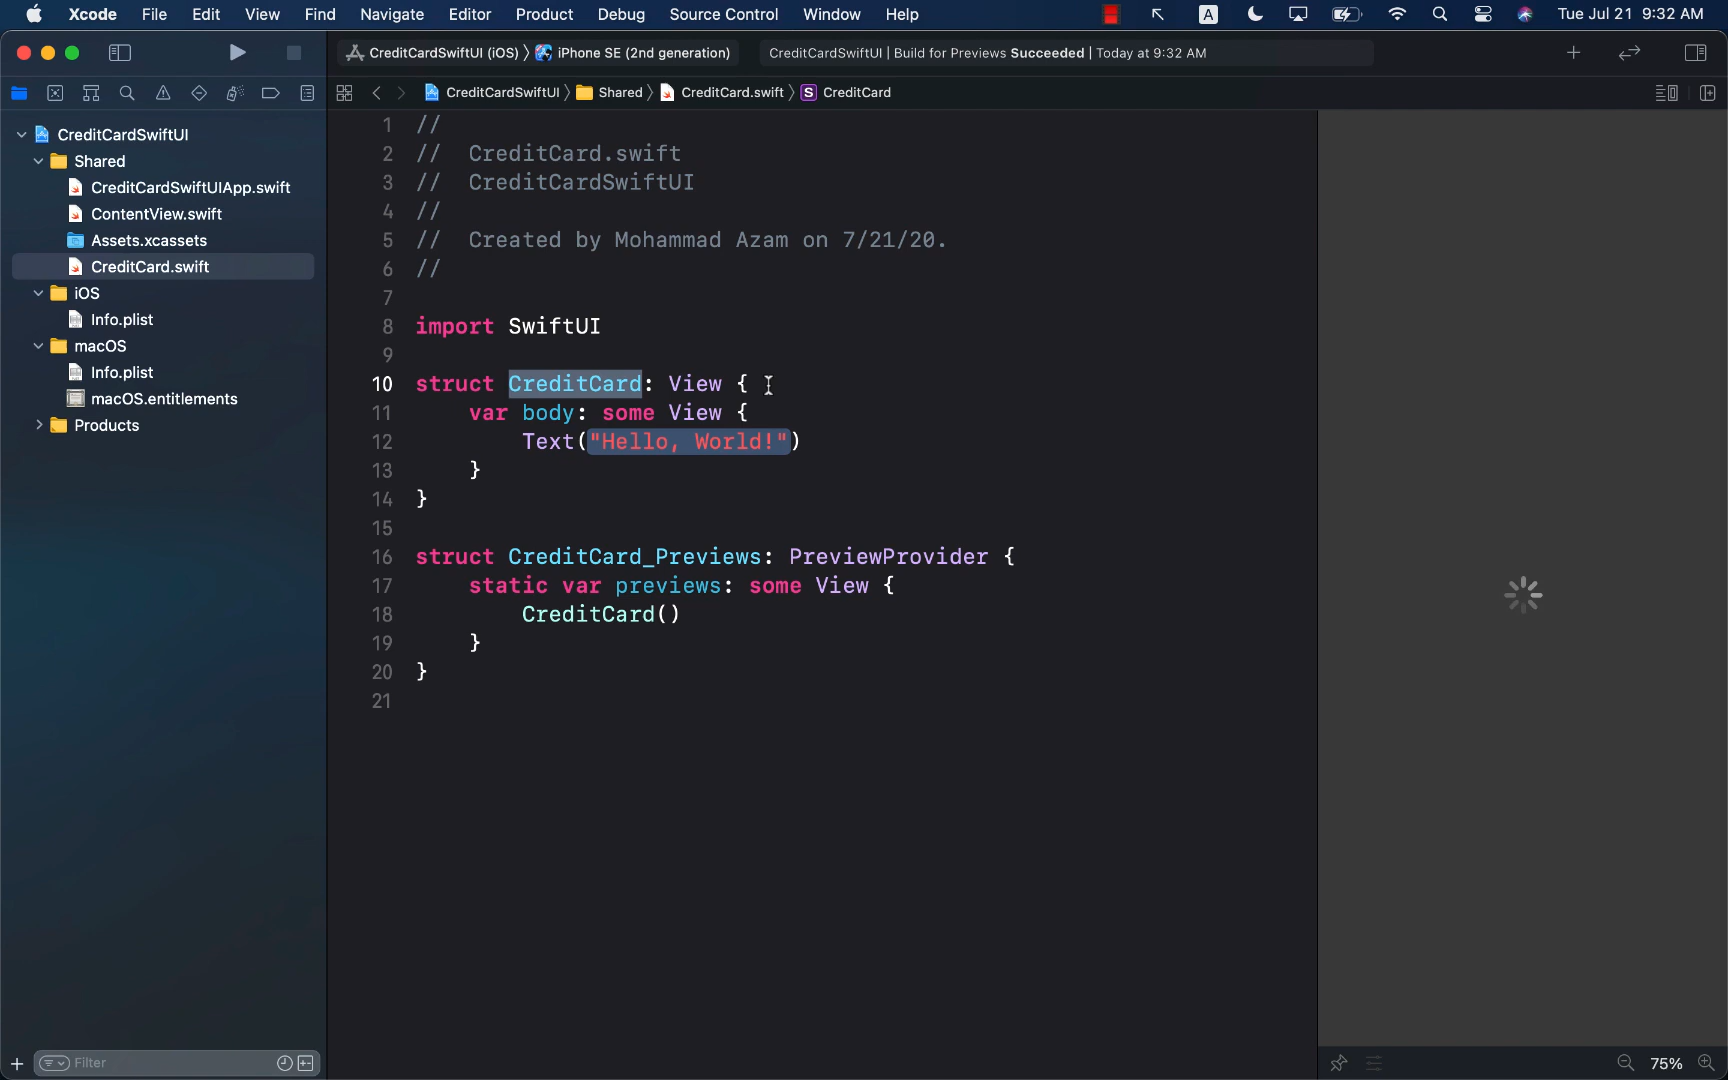 Xcode File Edit View Find Navigate Editor Product Debug Source Control Window Help A Tue Jul 21 9:32 AM
CreditCardSwiftUI (iOS) iPhone SE (2nd generation) CreditCardSwiftUI | Build for Previews Succeeded | Today at 9:32 AM
CreditCardSwiftUI Shared CreditCard.swift S CreditCard
CreditCardSwiftUI
Shared
CreditCardSwiftUIApp.swift
ContentView.swift
Assets.xcassets
CreditCard.swift
iOS
Info.plist
macOS
Info.plist
macOS.entitlements
Products
Filter
1 //
2 //  CreditCard.swift
3 //  CreditCardSwiftUI
4 //
5 //  Created by Mohammad Azam on 7/21/20.
6 //
7
8 import SwiftUI
9
10 struct CreditCard: View {
11     var body: some View {
12         Text("Hello, World!")
13     }
14 }
15
16 struct CreditCard_Previews: PreviewProvider {
17     static var previews: some View {
18         CreditCard()
19     }
20 }
21
75%